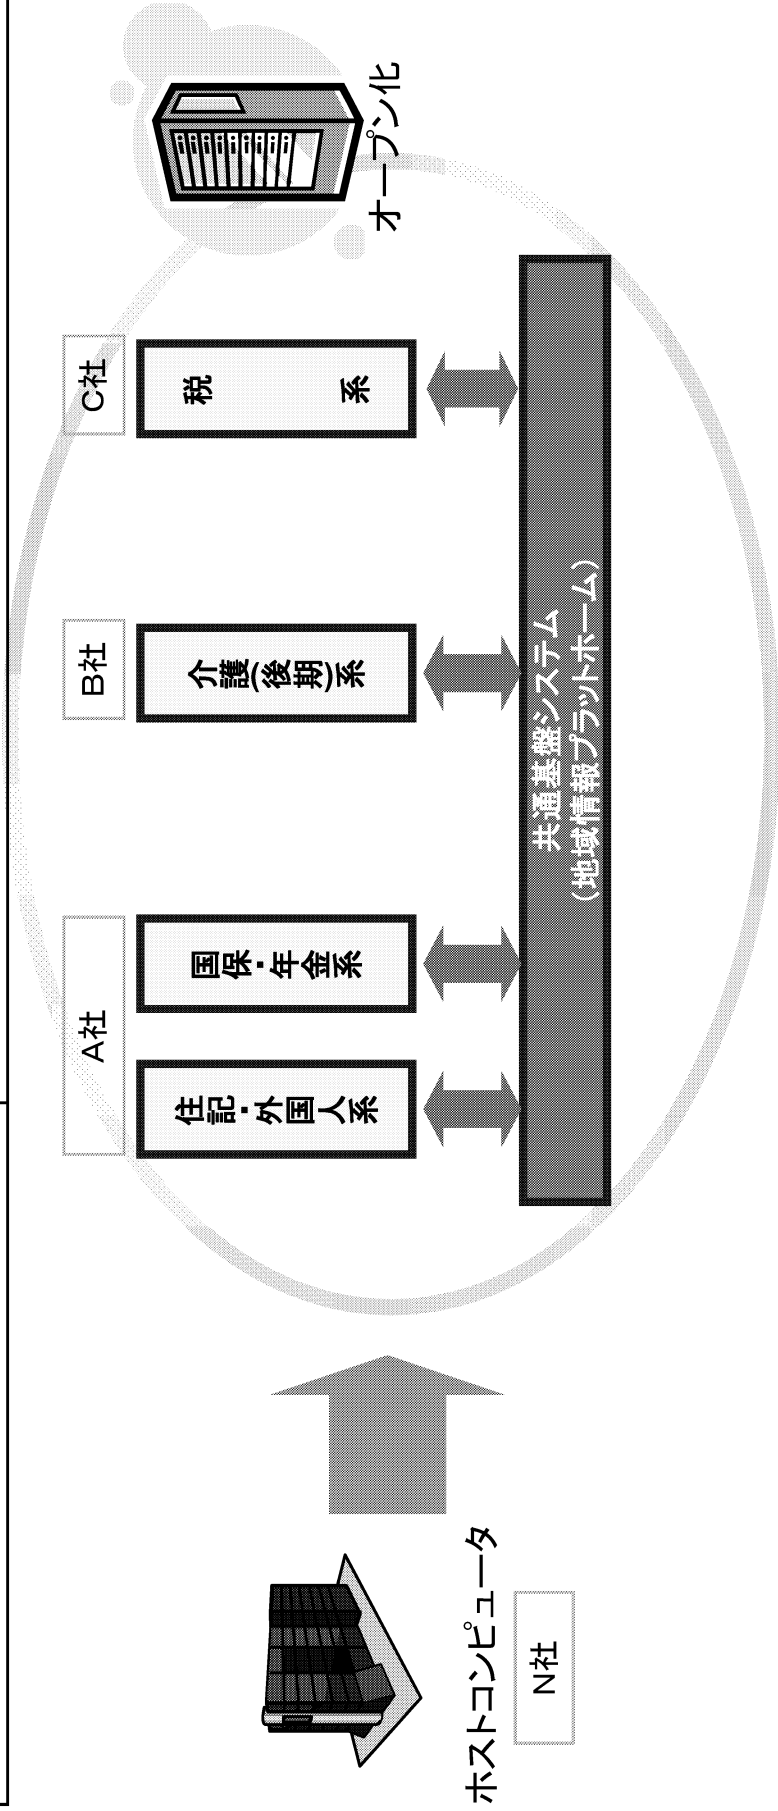 ホストコンピュータ
N社
A社
B社
C社
住記・外国人系
国保・年金系
介護(後期)系
税　系
共通基盤システム
（地域情報プラットホーム）
オープン化